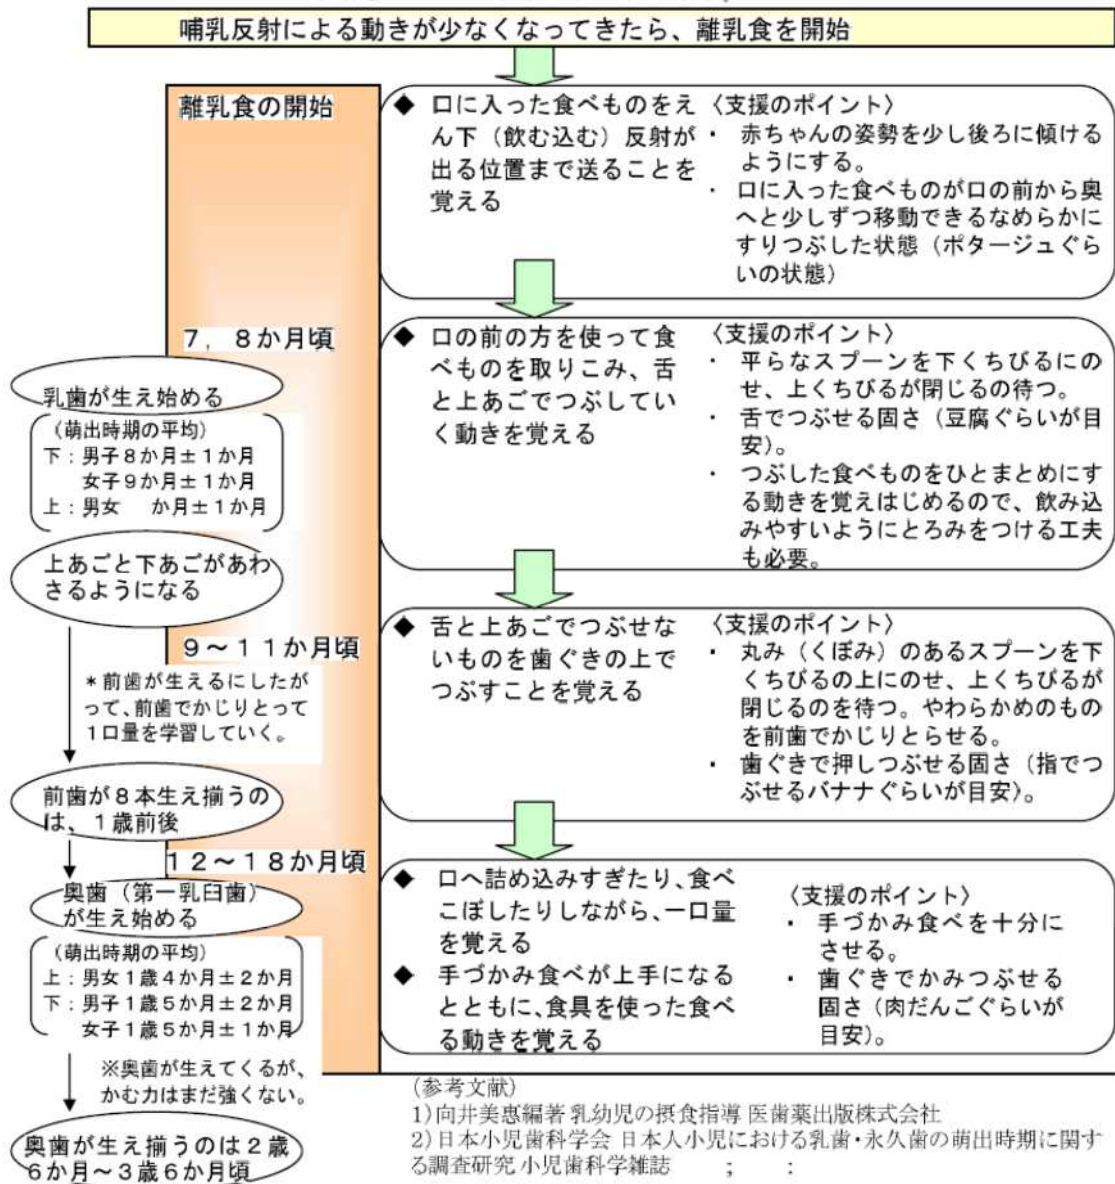 哺乳反射による動きが少なくなってきたら、離乳食を開始
離乳食の開始
◆ 口に入った食べものをえ
ん下（飲む込む）反射が
出る位置まで送ることを
覚える
〈支援のポイント〉
・ 赤ちゃんの姿勢を少し後ろに傾ける
ようにする。
・ 口に入った食べものが口の前から奥
へと少しずつ移動できるなめらかに
すりつぶした状態（ポタージュぐら
いの状態）
7，8か月頃
◆ 口の前の方を使って食
べものを取りこみ、舌
と上あごでつぶしてい
く動きを覚える
〈支援のポイント〉
・ 平らなスプーンを下くちびるにの
せ、上くちびるが閉じるの待つ。
・ 舌でつぶせる固さ（豆腐ぐらいが目
安）。
・ つぶした食べものをひとまとめにす
る動きを覚えはじめるので、飲み込
みやすいようにとろみをつける工夫
も必要。
乳歯が生え始める
（萌出時期の平均）
下：男子8か月±1か月
女子9か月±1か月
上：男女　か月±1か月
上あごと下あごがあわ
さるようになる
9～11か月頃
＊前歯が生えるにしたが
って、前歯でかじりとって
1口量を学習していく。
◆ 舌と上あごでつぶせな
いものを歯ぐきの上で
つぶすことを覚える
〈支援のポイント〉
・ 丸み（くぼみ）のあるスプーンを下
くちびるの上にのせ、上くちびるが
閉じるのを待つ。やわらかめのもの
を前歯でかじりとらせる。
・ 歯ぐきで押しつぶせる固さ（指でつ
ぶせるバナナぐらいが目安）。
前歯が8本生え揃うの
は、1歳前後
12～18か月頃
◆ 口へ詰め込みすぎたり、食べ
こぼしたりしながら、一口量
を覚える
◆ 手づかみ食べが上手になる
とともに、食具を使った食べ
る動きを覚える
〈支援のポイント〉
・ 手づかみ食べを十分に
させる。
・ 歯ぐきでかみつぶせる
固さ（肉だんごぐらいが
目安）。
奥歯（第一乳臼歯）
が生え始める
（萌出時期の平均）
上：男女1歳4か月±2か月
下：男子1歳5か月±2か月
女子1歳5か月±1か月
※奥歯が生えてくるが、
かむ力はまだ強くない。
奥歯が生え揃うのは2歳
6か月～3歳6か月頃
(参考文献)
1)向井美惠編著 乳幼児の摂食指導 医歯薬出版株式会社
2)日本小児歯科学会 日本人小児における乳歯・永久歯の萌出時期に関す
る調査研究 小児歯科学雑誌　；　：